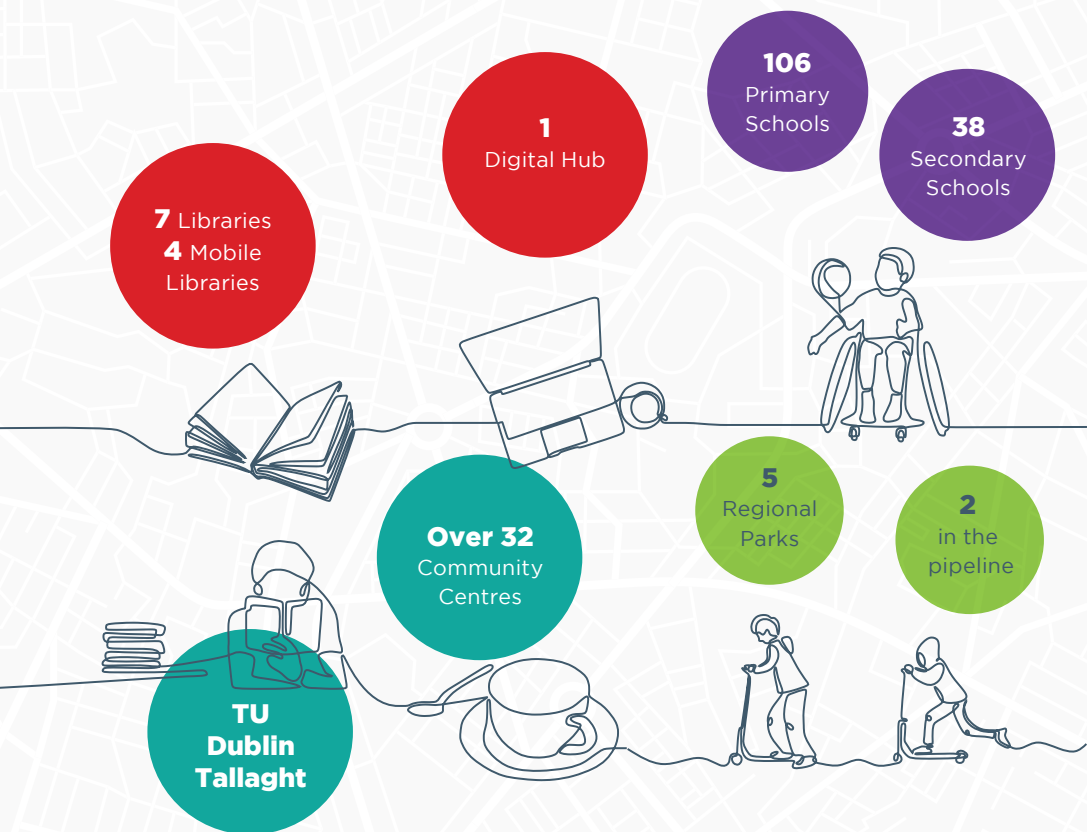 106
Primary
Schools
1
Digital Hub
38
Secondary
Schools
7 Libraries
4 Mobile
Libraries
5
Regional
Parks
2
in the
pipeline
Over 32
Community
Centres
TU
Dublin
Tallaght